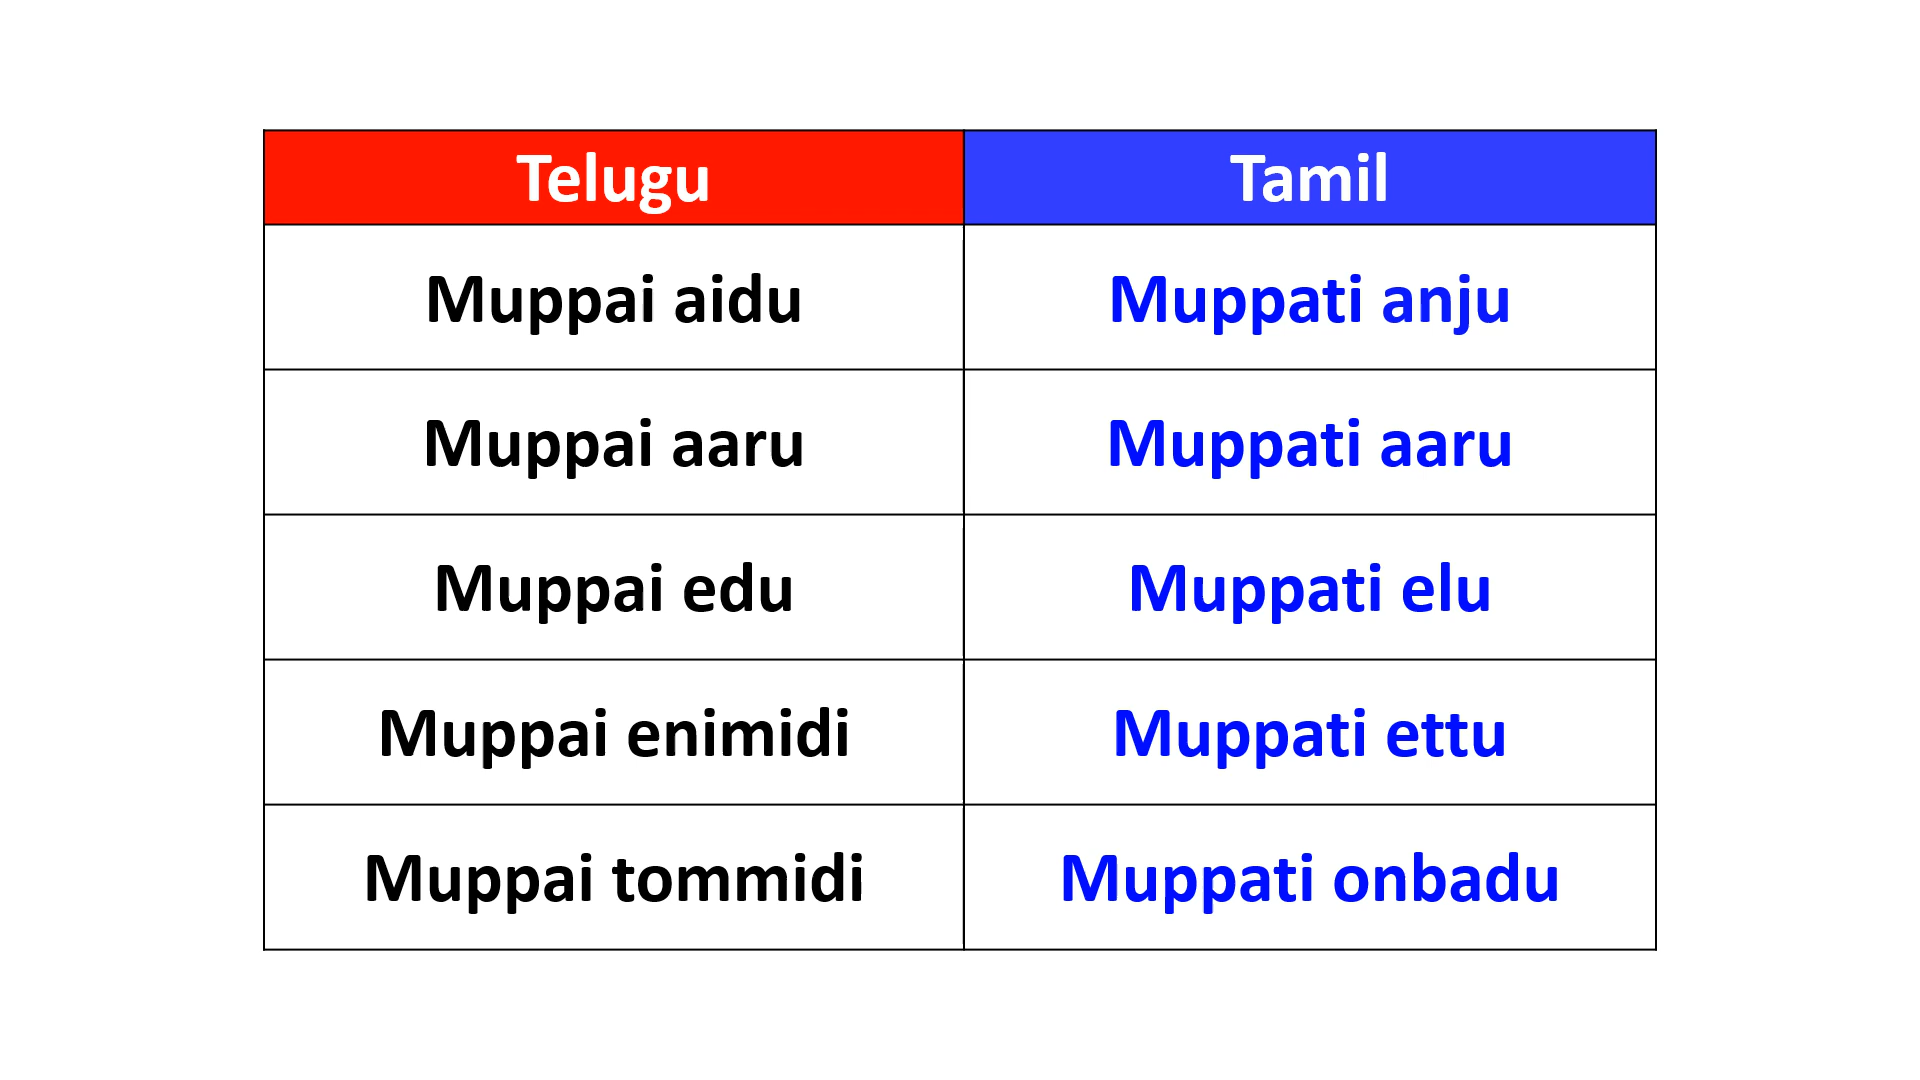 Telugu Tamil
Muppai aidu Muppati anju
Muppai aaru Muppati aaru
Muppai edu Muppati elu
Muppai enimidi Muppati ettu
Muppai tommidi Muppati onbadu